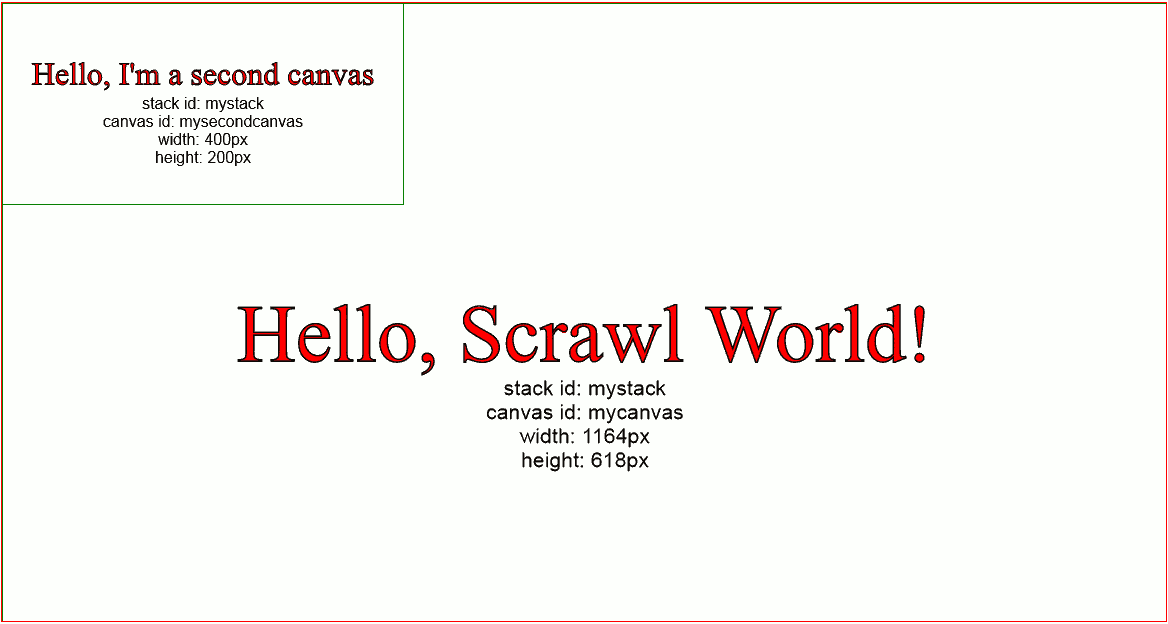 Hello, I'm a second canvas
stack id: mystack
canvas id: mysecondcanvas
width: 400px
height: 200px
Hello, Scrawl World!
stack id: mystack
canvas id: mycanvas
width: 1164px
height: 618px